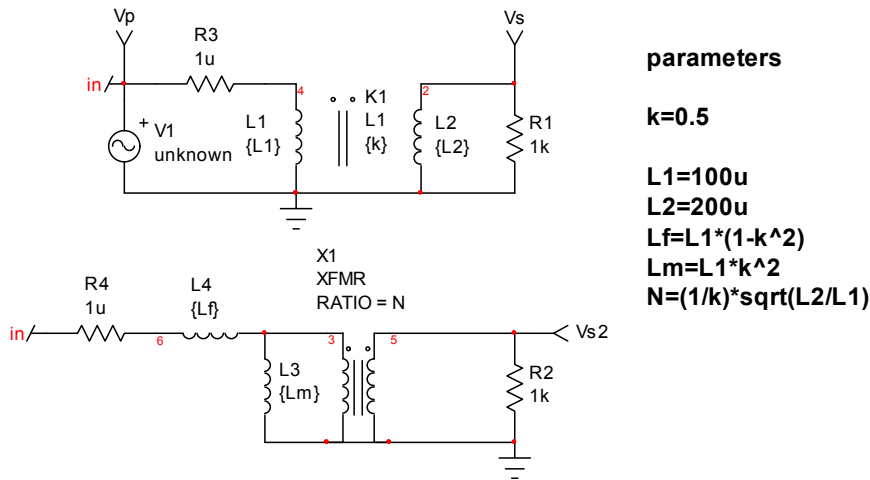 Vp
Vs
R3
1u
in
4
K1
L1
{k}
2
+
V1
unknown
L1
{L1}
L2
{L2}
R1
1k
parameters
k=0.5
L1=100u
L2=200u
Lf=L1*(1-k^2)
Lm=L1*k^2
N=(1/k)*sqrt(L2/L1)
X1
XFMR
RATIO = N
R4
1u
L4
{Lf}
in
6
3
5
Vs2
L3
{Lm}
R2
1k